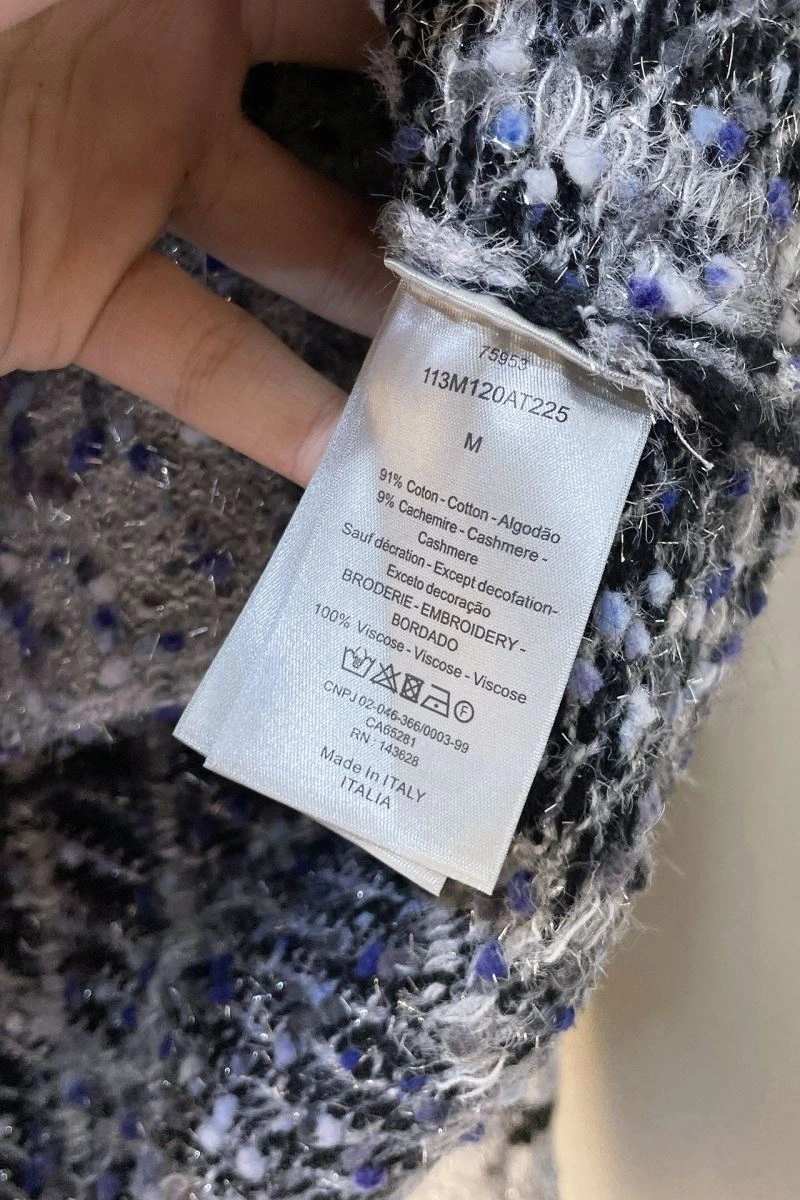 75953
113M120AT225
M
91% Coton - Cotton - Algodão
9% Cachemire - Cashmere -
Cashmere
Sauf décration - Except decofation-
Exceto decoração
BRODERIE - EMBROIDERY -
BORDADO
100% Viscose - Viscose - Viscose
F
CNPJ 02-046-366/0003-99
CA65281
RN : 143628
Made In ITALY
ITALIA